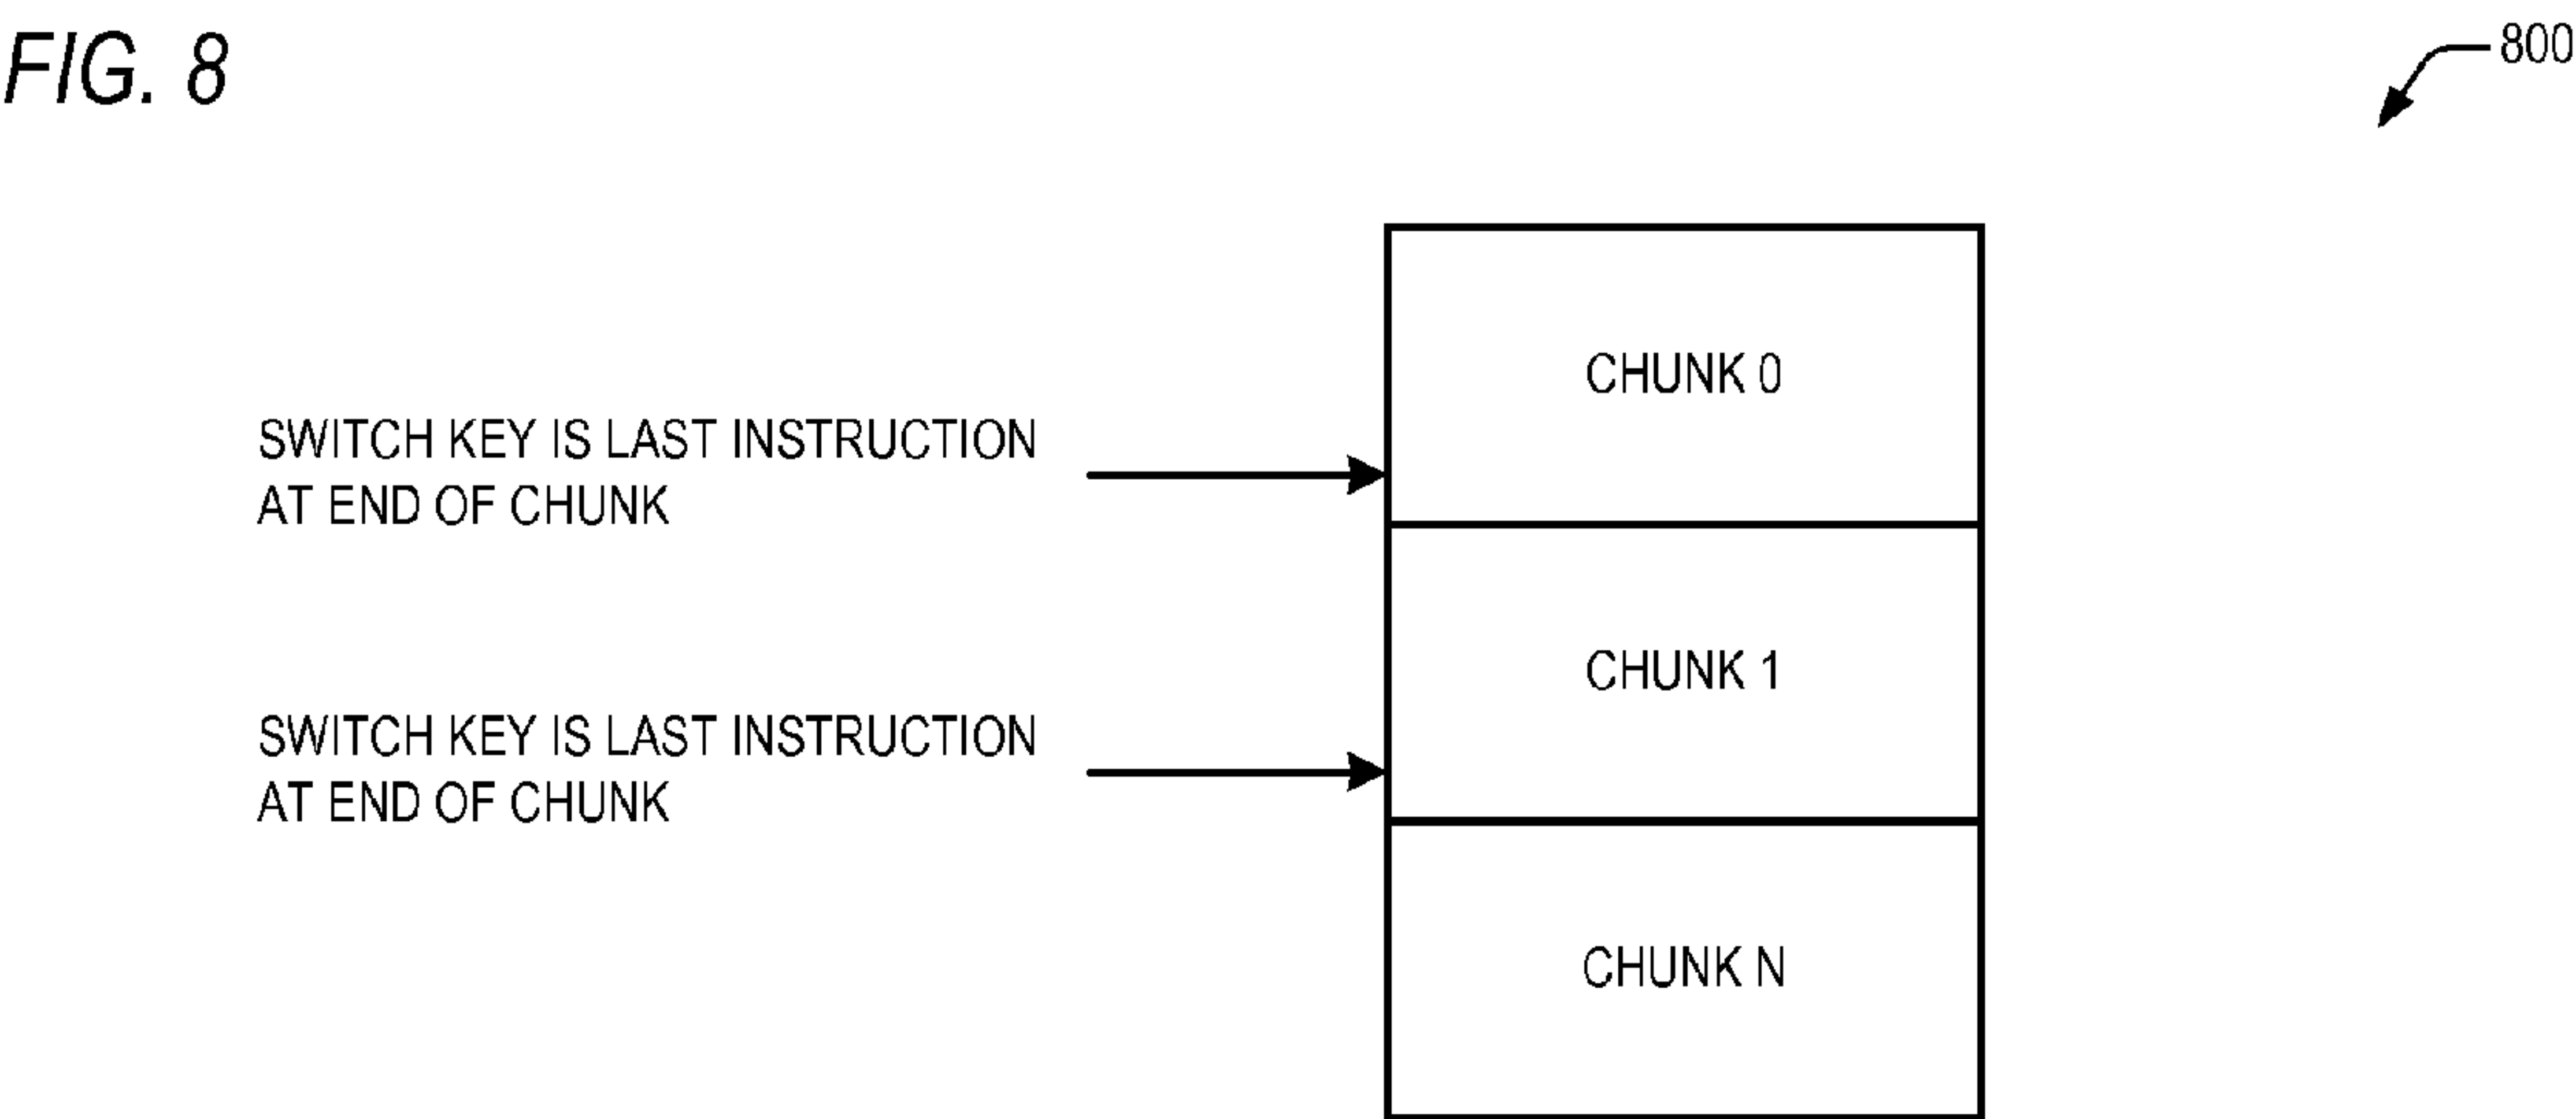 FIG. 8
800
CHUNK 0
SWITCH KEY IS LAST INSTRUCTION
AT END OF CHUNK
CHUNK 1
SWITCH KEY IS LAST INSTRUCTION
AT END OF CHUNK
CHUNK N